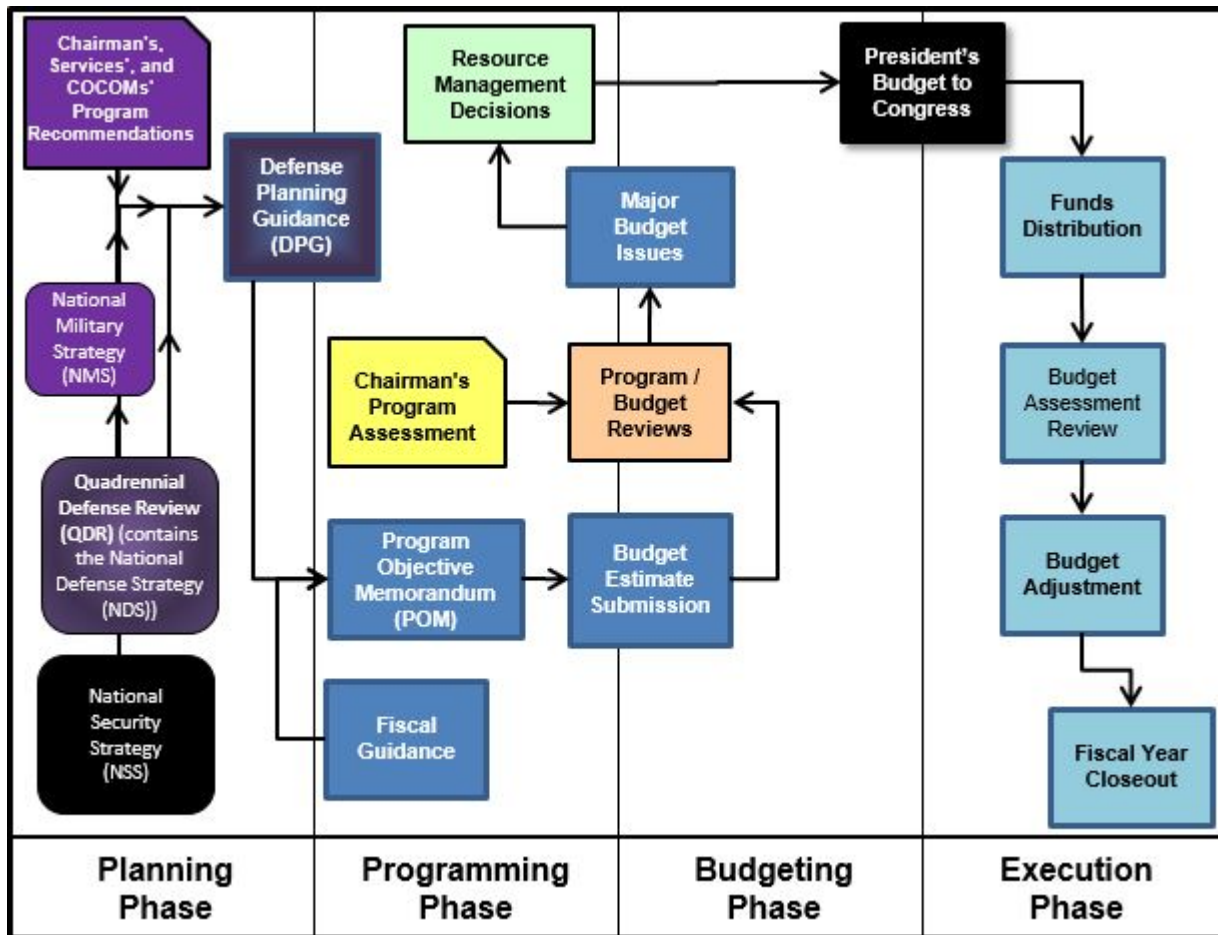 Chairman's,
Services', and
COCOMs'
Program
Recommendations
Defense
Planning
Guidance
(DPG)
National
Military
Strategy
(NMS)
Quadrennial
Defense Review
(QDR) (contains
the National
Defense Strategy
(NDS))
National
Security
Strategy
(NSS)
Resource
Management
Decisions
Major
Budget
Issues
Chairman's
Program
Assessment
Program /
Budget
Reviews
Program
Objective
Memorandum
(POM)
Budget
Estimate
Submission
Fiscal
Guidance
President's
Budget to
Congress
Funds
Distribution
Budget
Assessment
Review
Budget
Adjustment
Fiscal Year
Closeout
Planning
Phase
Programming
Phase
Budgeting
Phase
Execution
Phase